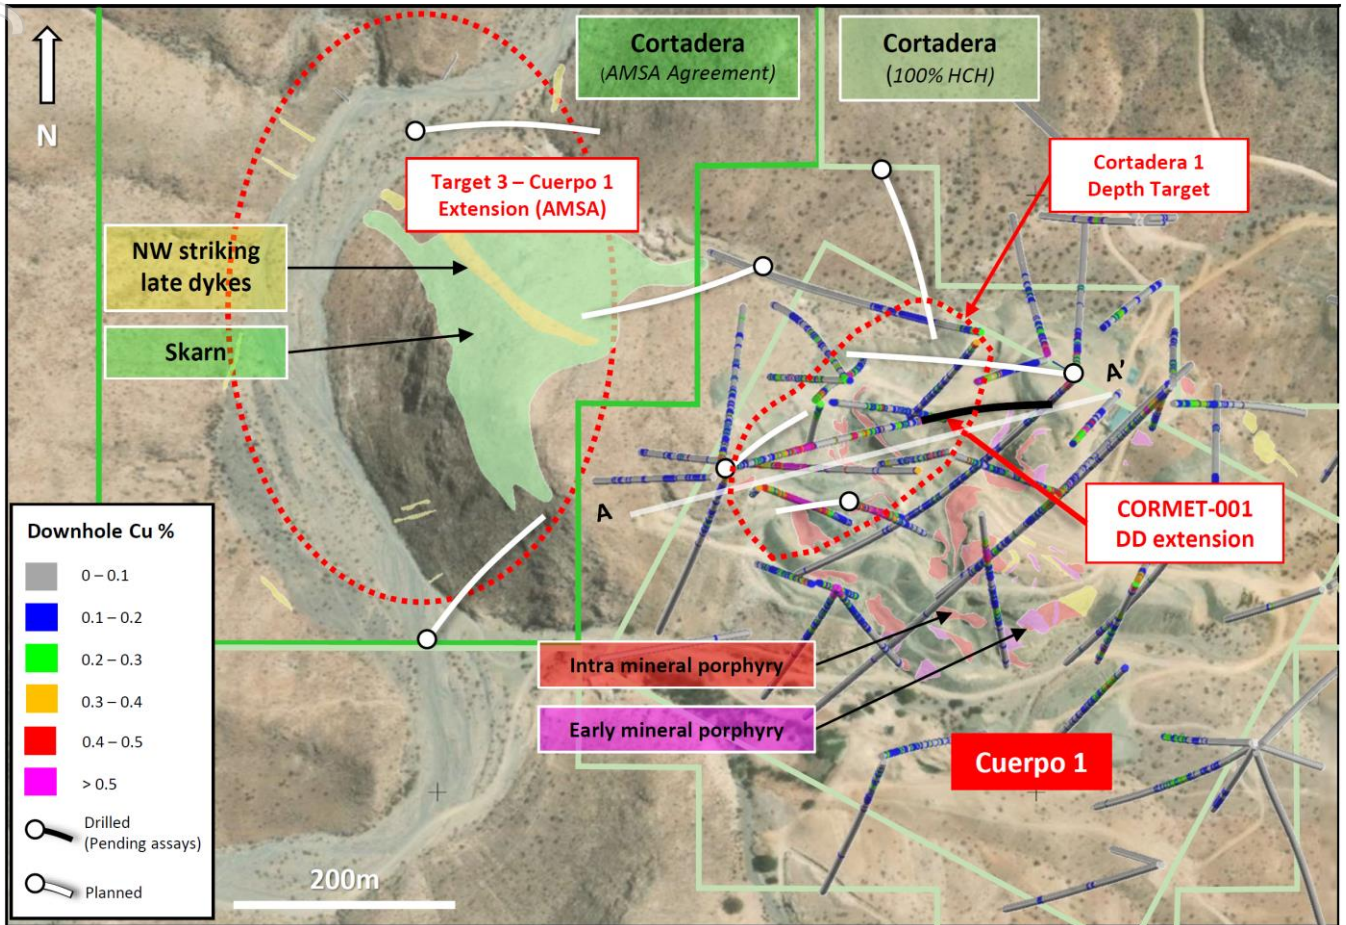 Cortadera
(AMSA Agreement)
Cortadera
(100% HCH)
N
Target 3 – Cuerpo 1
Extension (AMSA)
Cortadera 1
Depth Target
NW striking
late dykes
Skarn
A'
A
CORMET-001
DD extension
Downhole Cu %
0 – 0.1
0.1 – 0.2
0.2 – 0.3
0.3 – 0.4
0.4 – 0.5
> 0.5
Drilled
(Pending assays)
Planned
Intra mineral porphyry
Early mineral porphyry
Cuerpo 1
200m